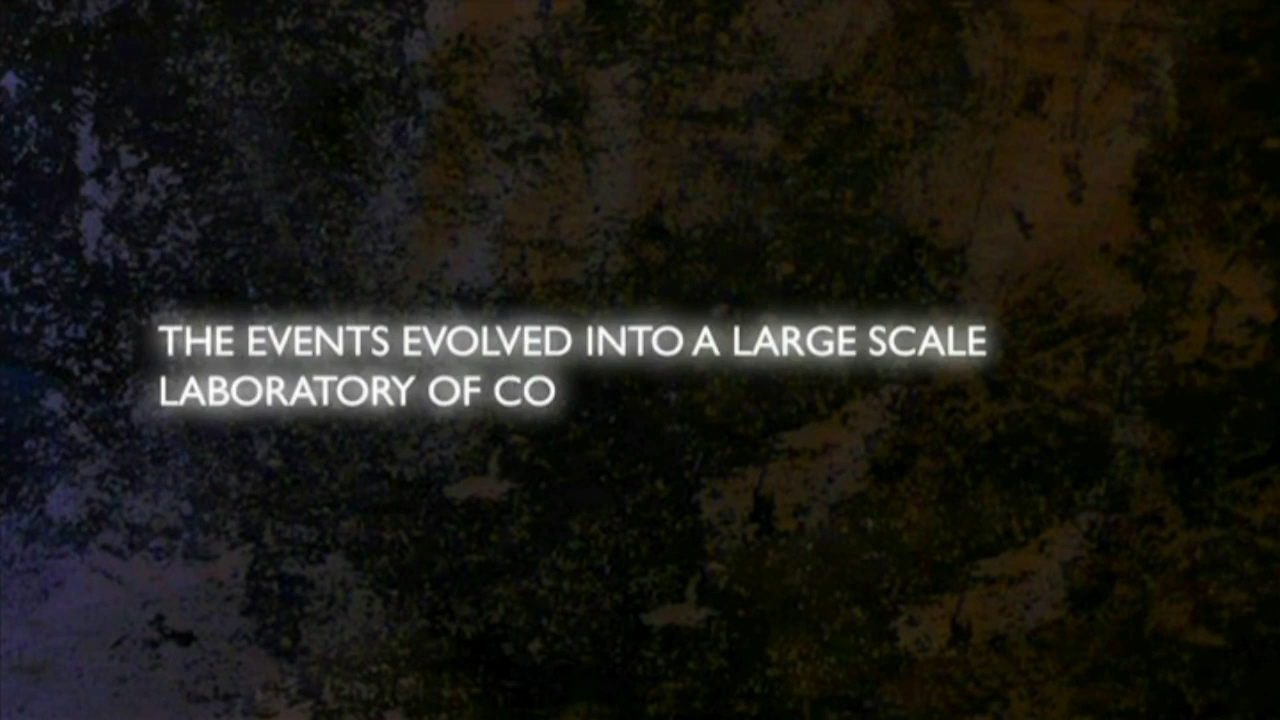 THE EVENTS EVOLVED INTO A LARGE SCALE
LABORATORY OF CO